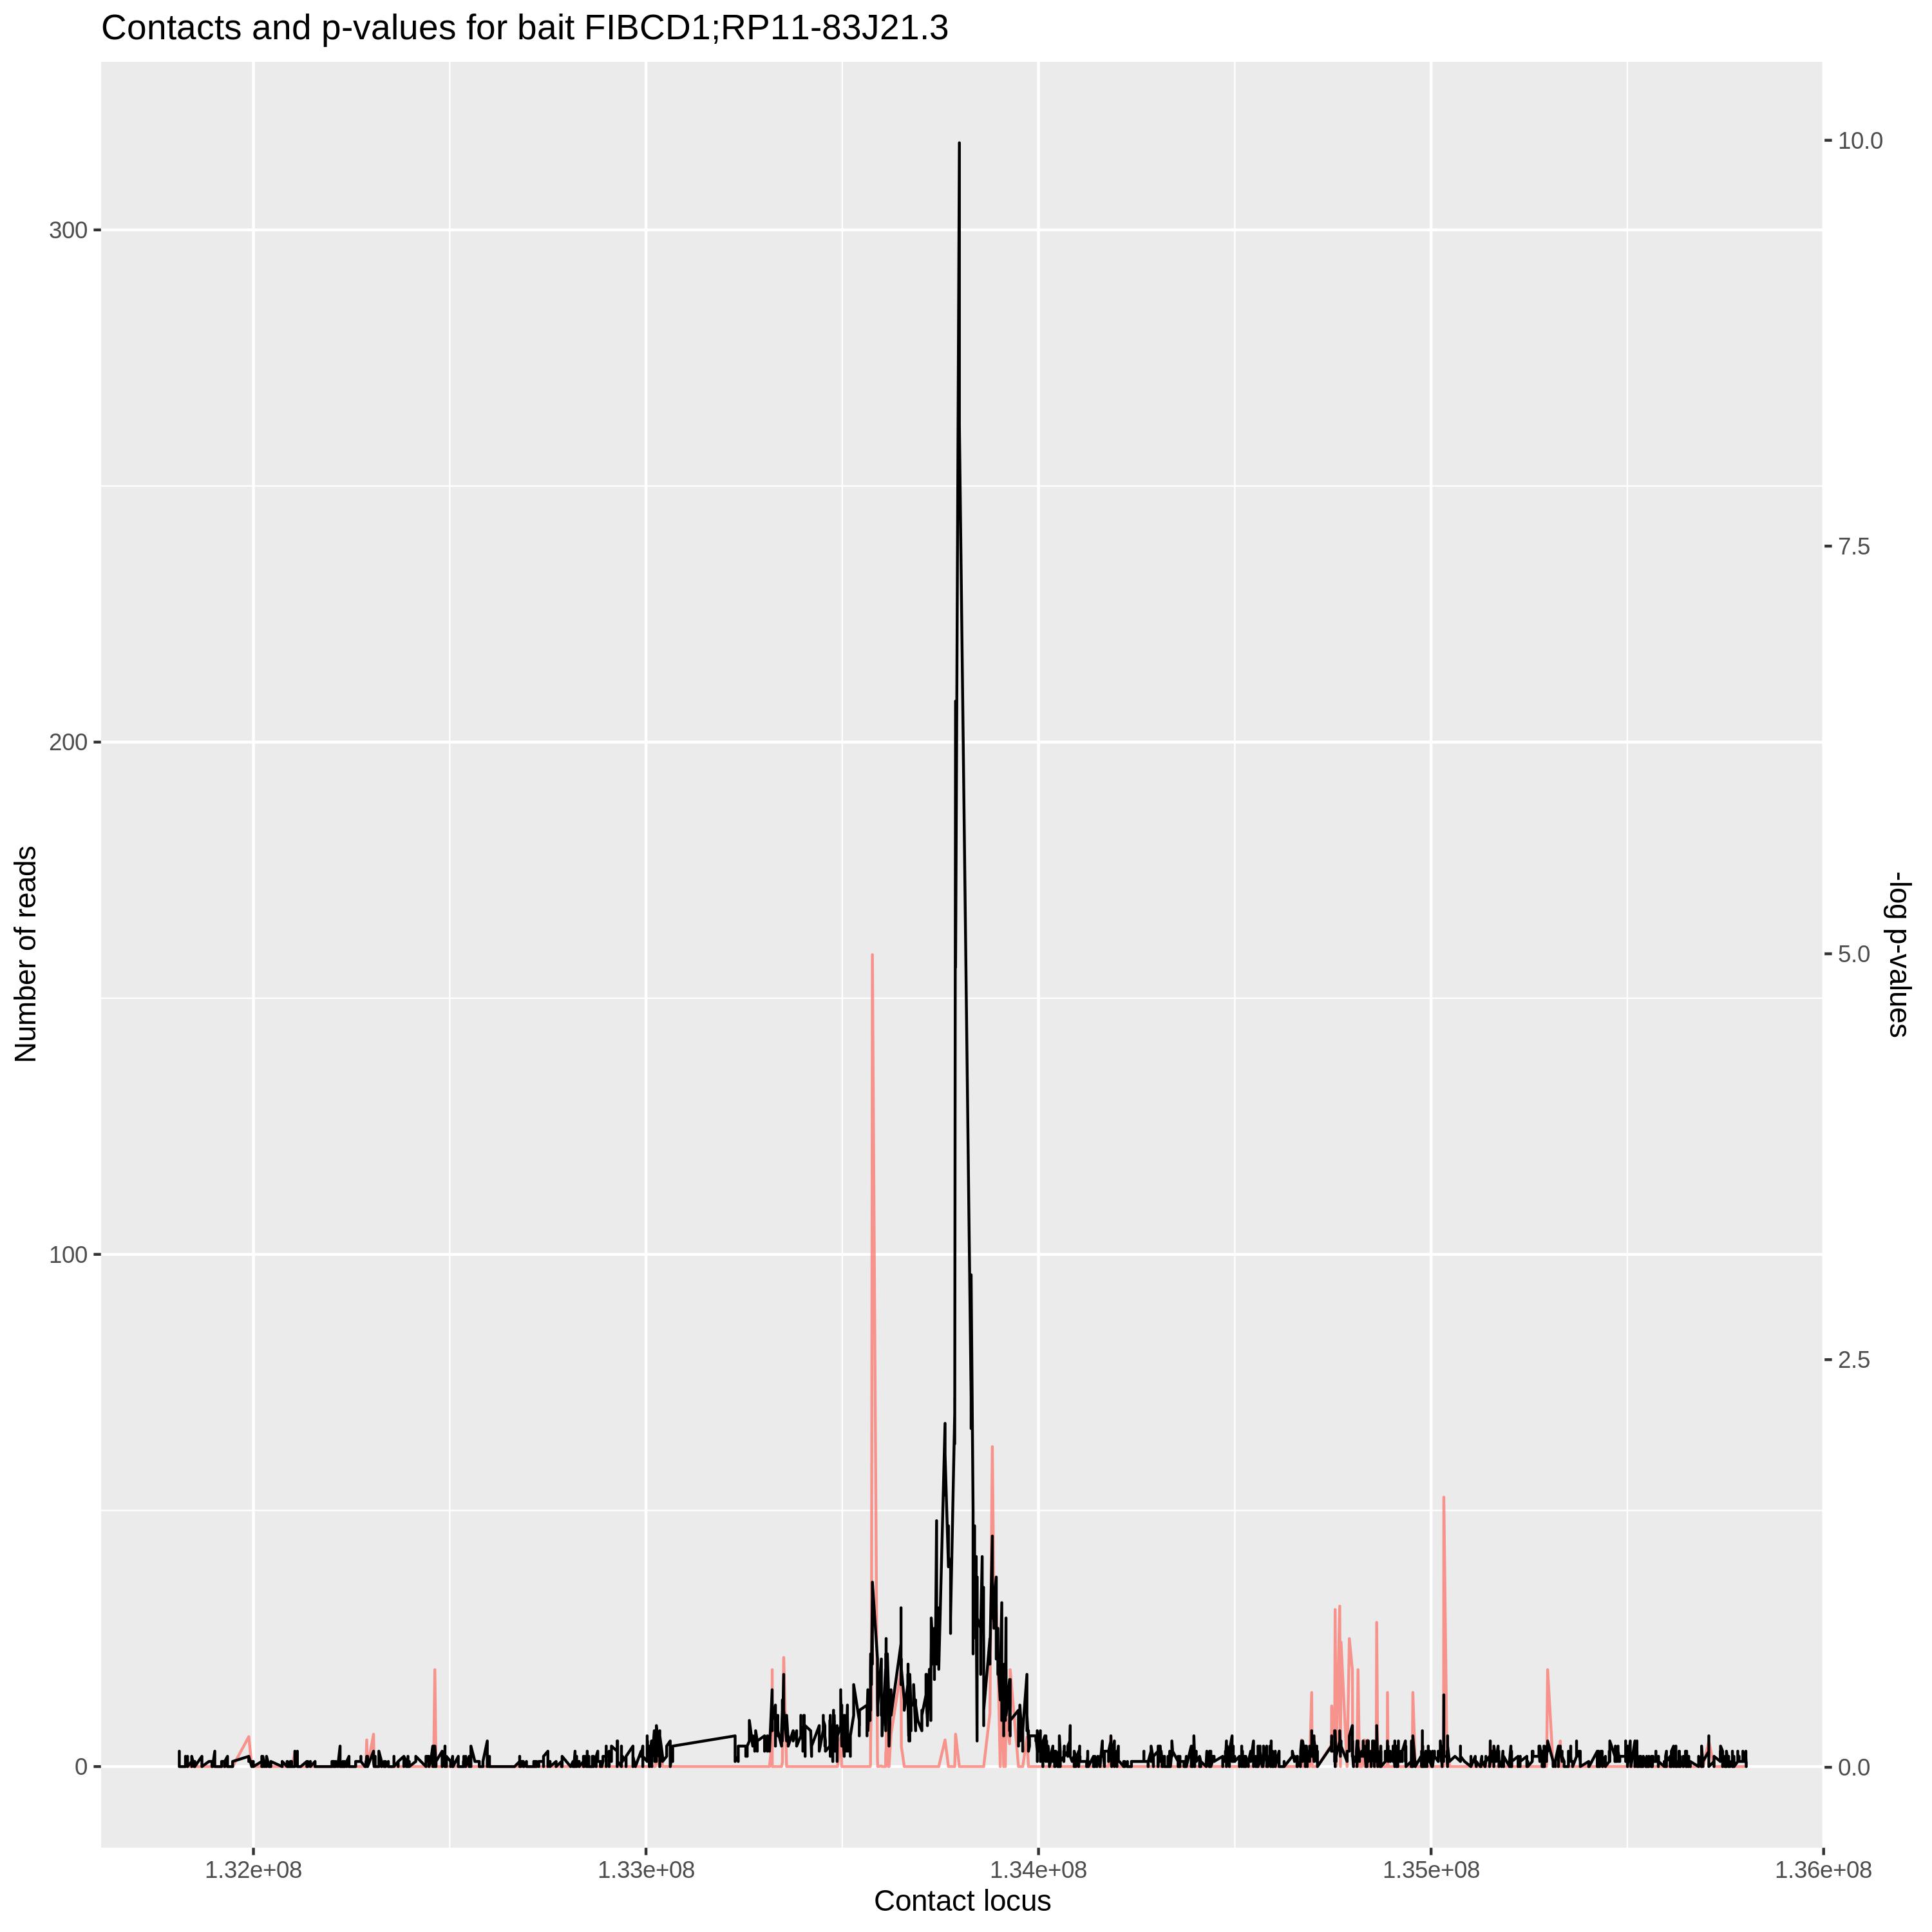 Contacts and p-values for bait FIBCD1;RP11-83J21.3
300
200
100
0
Number of reads
10.0
7.5
5.0
2.5
0.0
-log p-values
1.32e+08
1.33e+08
1.34e+08
1.35e+08
1.36e+08
Contact locus